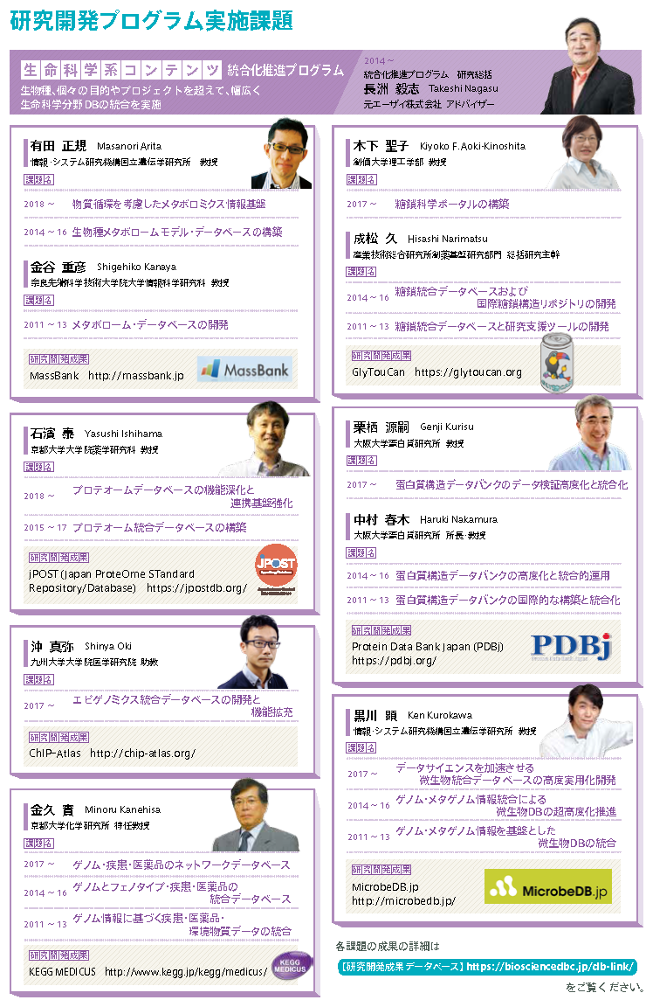 研究開発プログラム実施課題
生命科学系コンテンツ 統合化推進プログラム
生物種、個々の目的やプロジェクトを超えて、幅広く
生命科学分野DBの統合を実施
2014～
統合化推進プログラム 研究総括
長洲 毅志 Takeshi Nagasu
元エーザイ株式会社 アドバイザー
有田 正規 Masanori Arita
情報・システム研究機構国立遺伝学研究所 教授
課題名
2018～ 物質循環を考慮したメタボロミクス情報基盤
2014～16 生物種メタボロームモデル・データベースの構築
金谷 重彦 Shigehiko Kanaya
奈良先端科学技術大学院大学情報科学研究科 教授
課題名
2011～13 メタボローム・データベースの開発
研究開発成果
MassBank http://massbank.jp
MassBank
石濱 泰 Yasushi Ishihama
京都大学大学院薬学研究科 教授
課題名
2018～ プロテオームデータベースの機能深化と
連携基盤強化
2015～17 プロテオーム統合データベースの構築
研究開発成果
jPOST (Japan ProteOme STandard
Repository/Database) https://jpostdb.org/
jPOST
沖 真弥 Shinya Oki
九州大学大学院医学研究院 助教
課題名
2017～ エピゲノミクス統合データベースの開発と
機能拡充
研究開発成果
ChIP-Atlas http://chip-atlas.org/
金久 實 Minoru Kanehisa
京都大学化学研究所 特任教授
課題名
2017～ ゲノム・疾患・医薬品のネットワークデータベース
2014～16 ゲノムとフェノタイプ・疾患・医薬品の
統合データベース
2011～13 ゲノム情報に基づく疾患・医薬品・
環境物質データの統合
研究開発成果
KEGG MEDICUS http://www.kegg.jp/kegg/medicus/
KEGG
MEDICUS
木下 聖子 Kiyoko F.Aoki-Kinoshita
創価大学理工学部 教授
課題名
2017～ 糖鎖科学ポータルの構築
成松 久 Hisashi Narimatsu
産業技術総合研究所創薬基盤研究部門 総括研究主幹
課題名
2014～16 糖鎖統合データベースおよび
国際糖鎖構造リポジトリの開発
2011～13 糖鎖統合データベースと研究支援ツールの開発
研究開発成果
GlyTouCan https://glytoucan.org
栗栖 源嗣 Genji Kurisu
大阪大学蛋白質研究所 教授
課題名
2017～ 蛋白質構造データバンクのデータ検証高度化と統合化
中村 春木 Haruki Nakamura
大阪大学蛋白質研究所 所長・教授
課題名
2014～16 蛋白質構造データバンクの高度化と統合的運用
2011～13 蛋白質構造データバンクの国際的な構築と統合化
研究開発成果
Protein Data Bank Japan (PDBj)
https://pdbj.org/
PDBj
Protein Data Bank Japan
黒川 顕 Ken Kurokawa
情報・システム研究機構国立遺伝学研究所 教授
課題名
2017～ データサイエンスを加速させる
微生物統合データベースの高度実用化開発
2014～16 ゲノム・メタゲノム情報統合による
微生物DBの超高度化推進
2011～13 ゲノム・メタゲノム情報を基盤とした
微生物DBの統合
研究開発成果
MicrobeDB.jp
http://microbedb.jp/
MicrobeDB.jp
各課題の成果の詳細は
【研究開発成果データベース】https://biosciencedbc.jp/db-link/
をご覧ください。